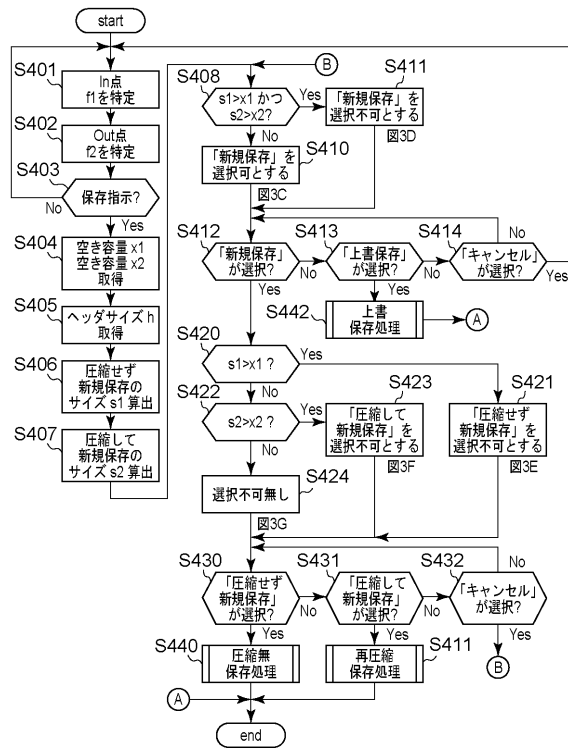 start
S401
In点
f1を特定
S402
Out点
f2を特定
S403
保存指示?
No
Yes
S404
空き容量 x1
空き容量 x2
取得
S405
ヘッダサイズ h
取得
S406
圧縮せず
新規保存の
サイズ s1 算出
S407
圧縮して
新規保存の
サイズ s2 算出
B
S408
s1>x1 かつ
s2>x2?
Yes
No
S411
「新規保存」を
選択不可とする
図3D
S410
「新規保存」を
選択可とする
図3C
S412
「新規保存」
が選択?
No
Yes
S413
「上書保存」
が選択?
No
Yes
S414
「キャンセル」
が選択?
No
Yes
S442
上書
保存処理
A
S420
s1>x1 ?
Yes
No
S422
s2>x2 ?
Yes
No
S423
「圧縮して
新規保存」を
選択不可とする
図3F
S421
「圧縮せず
新規保存」を
選択不可とする
図3E
S424
選択不可無し
図3G
S430
「圧縮せず
新規保存」
が選択?
No
Yes
S431
「圧縮して
新規保存」
が選択?
No
Yes
S432
「キャンセル」
が選択?
No
Yes
B
S440
圧縮無
保存処理
S411
再圧縮
保存処理
A
end